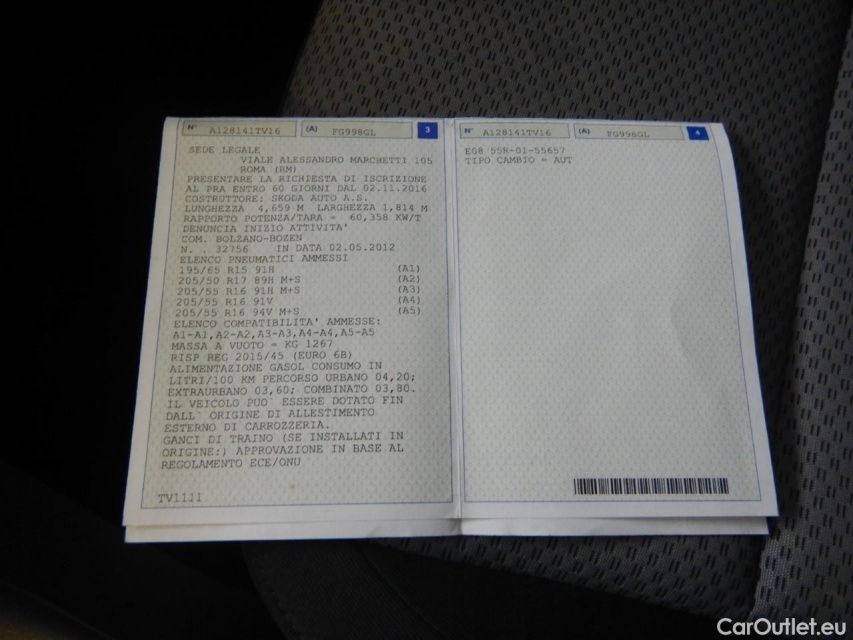 N° A128141TV16 (A) FG998GL 3
SEDE LEGALE
VIALE ALESSANDRO MARCHETTI 105
ROMA (RM)
PRESENTARE LA RICHIESTA DI ISCRIZIONE
AL PRA ENTRO 60 GIORNI DAL 02.11.2016
COSTRUTTORE: SKODA AUTO A.S.
LUNGHEZZA 4,659 M LARGHEZZA 1,814 M
RAPPORTO POTENZA/TARA = 60,358 KW/T
DENUNCIA INIZIO ATTIVITA'
COM. BOLZANO-BOZEN
N. . 32756 IN DATA 02.05.2012
ELENCO PNEUMATICI AMMESSI
195/65 R15 91H (A1)
205/50 R17 89H M+S (A2)
205/55 R16 91H M+S (A3)
205/55 R16 91V (A4)
205/55 R16 94V M+S (A5)
ELENCO COMPATIBILITA' AMMESSE:
A1-A1,A2-A2,A3-A3,A4-A4,A5-A5
MASSA A VUOTO = KG 1267
RISP REG 2015/45 (EURO 6B)
ALIMENTAZIONE GASOL CONSUMO IN
LITRI/100 KM PERCORSO URBANO 04,20;
EXTRAURBANO 03,60; COMBINATO 03,80.
IL VEICOLO PUO` ESSERE DOTATO FIN
DALL` ORIGINE DI ALLESTIMENTO
ESTERNO DI CARROZZERIA.
GANCI DI TRAINO (SE INSTALLATI IN
ORIGINE:) APPROVAZIONE IN BASE AL
REGOLAMENTO ECE/ONU
TV1111
N° A128141TV16 (A) FG998GL 4
E08 55R-01-55657
TIPO CAMBIO = AUT
CarOutlet.eu